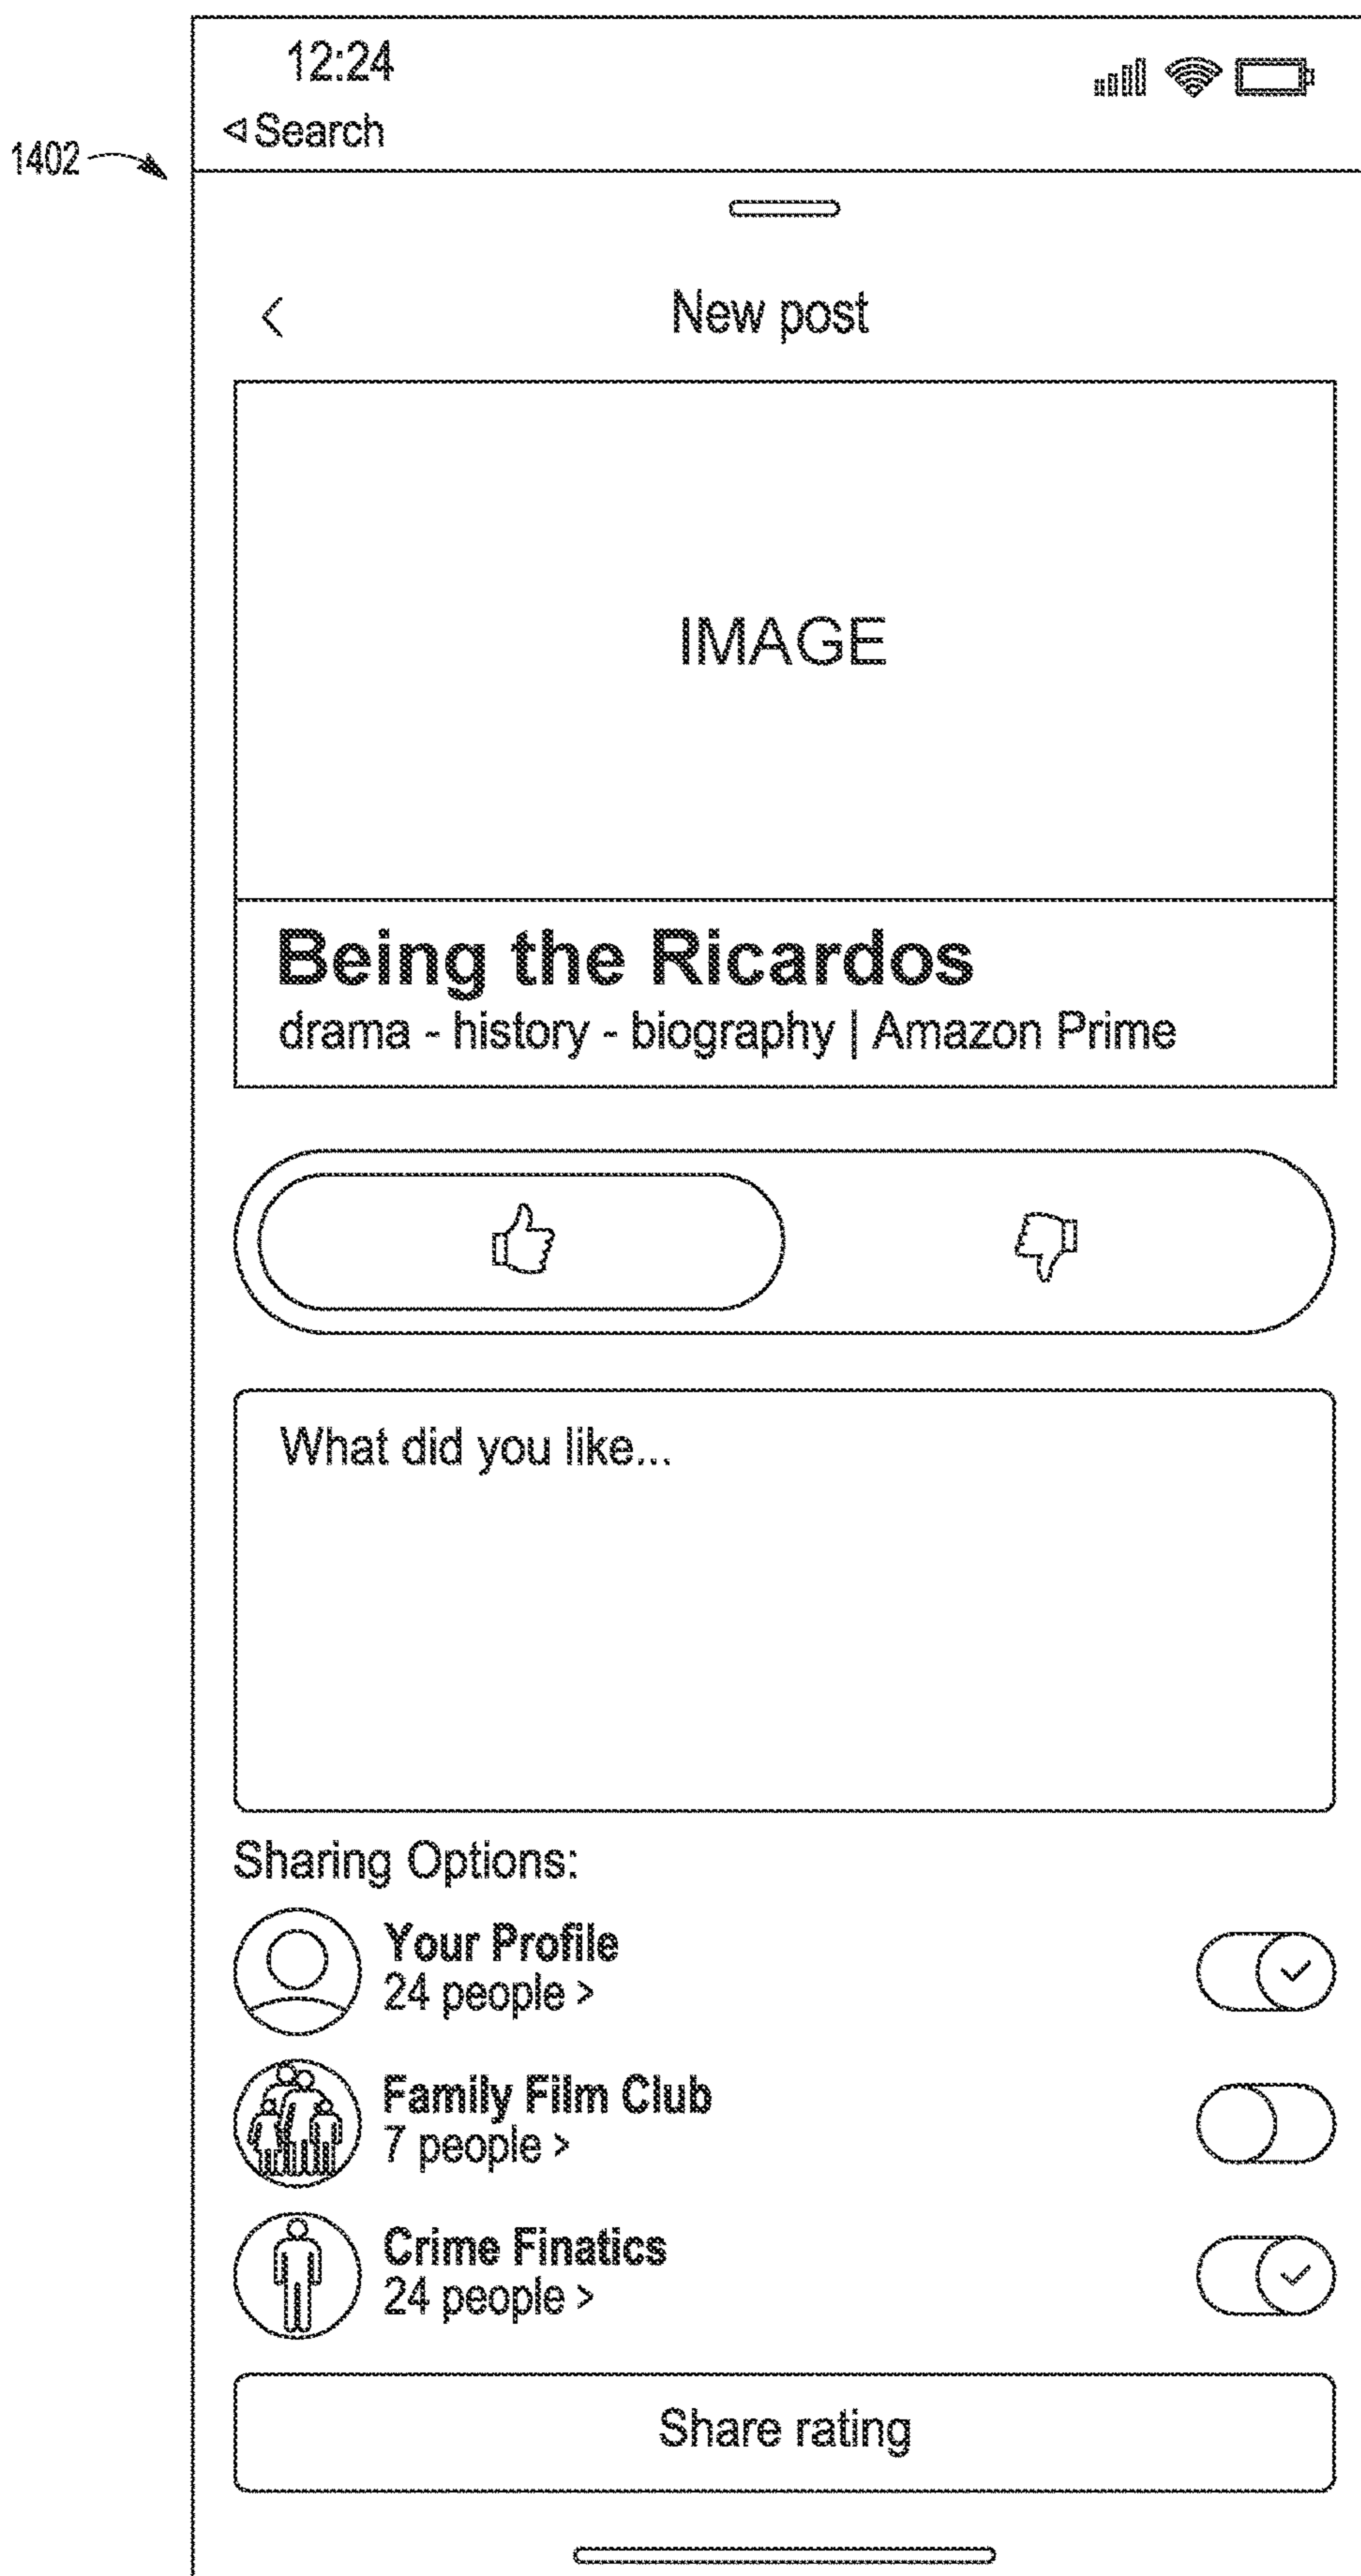 12:24
Search
1402
New post
IMAGE
Being the Ricardos
drama - history - biography | Amazon Prime
What did you like...
Sharing Options:
Your Profile
24 people >
Family Film Club
7 people >
Crime Finatics
24 people >
Share rating